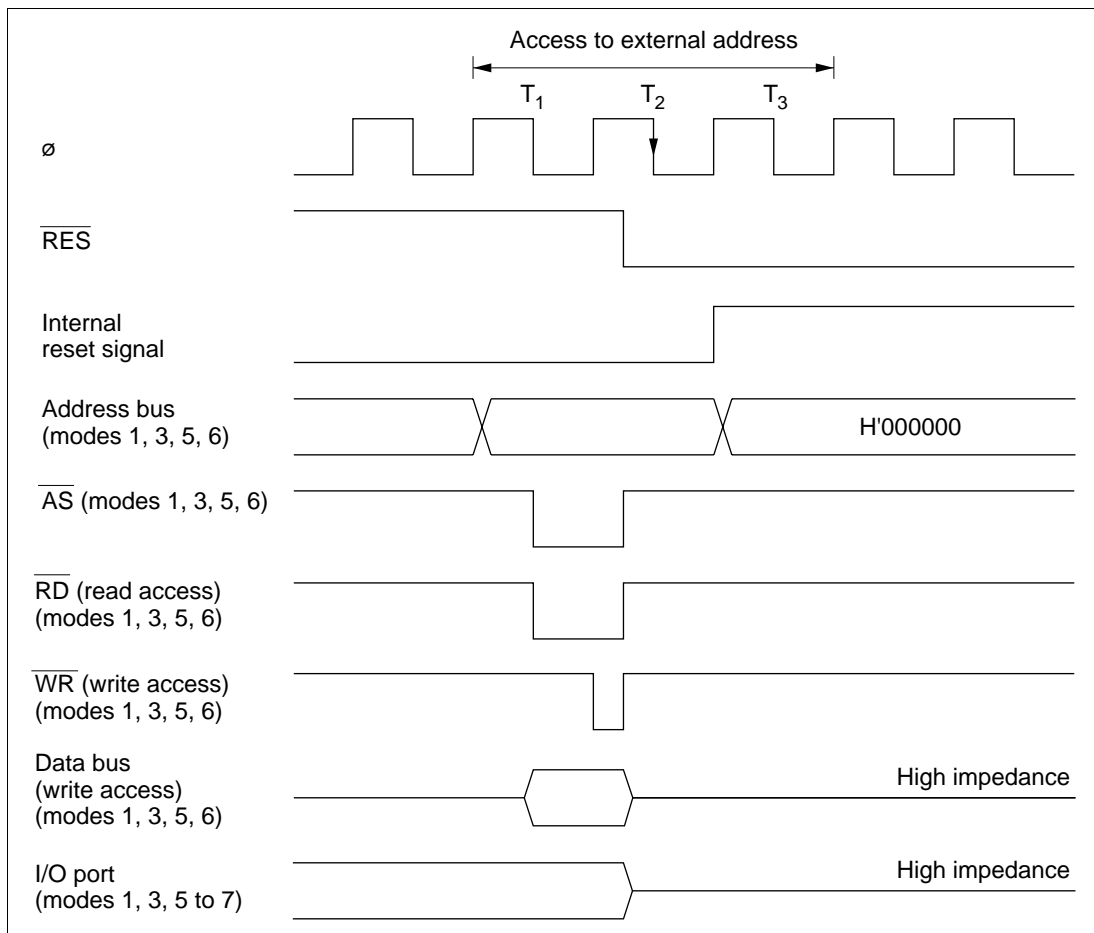 Access to external address
T1 T2 T3
ø
RES
Internal
reset signal
Address bus
(modes 1, 3, 5, 6)
H'000000
AS (modes 1, 3, 5, 6)
RD (read access)
(modes 1, 3, 5, 6)
WR (write access)
(modes 1, 3, 5, 6)
Data bus
(write access)
(modes 1, 3, 5, 6)
High impedance
I/O port
(modes 1, 3, 5 to 7)
High impedance